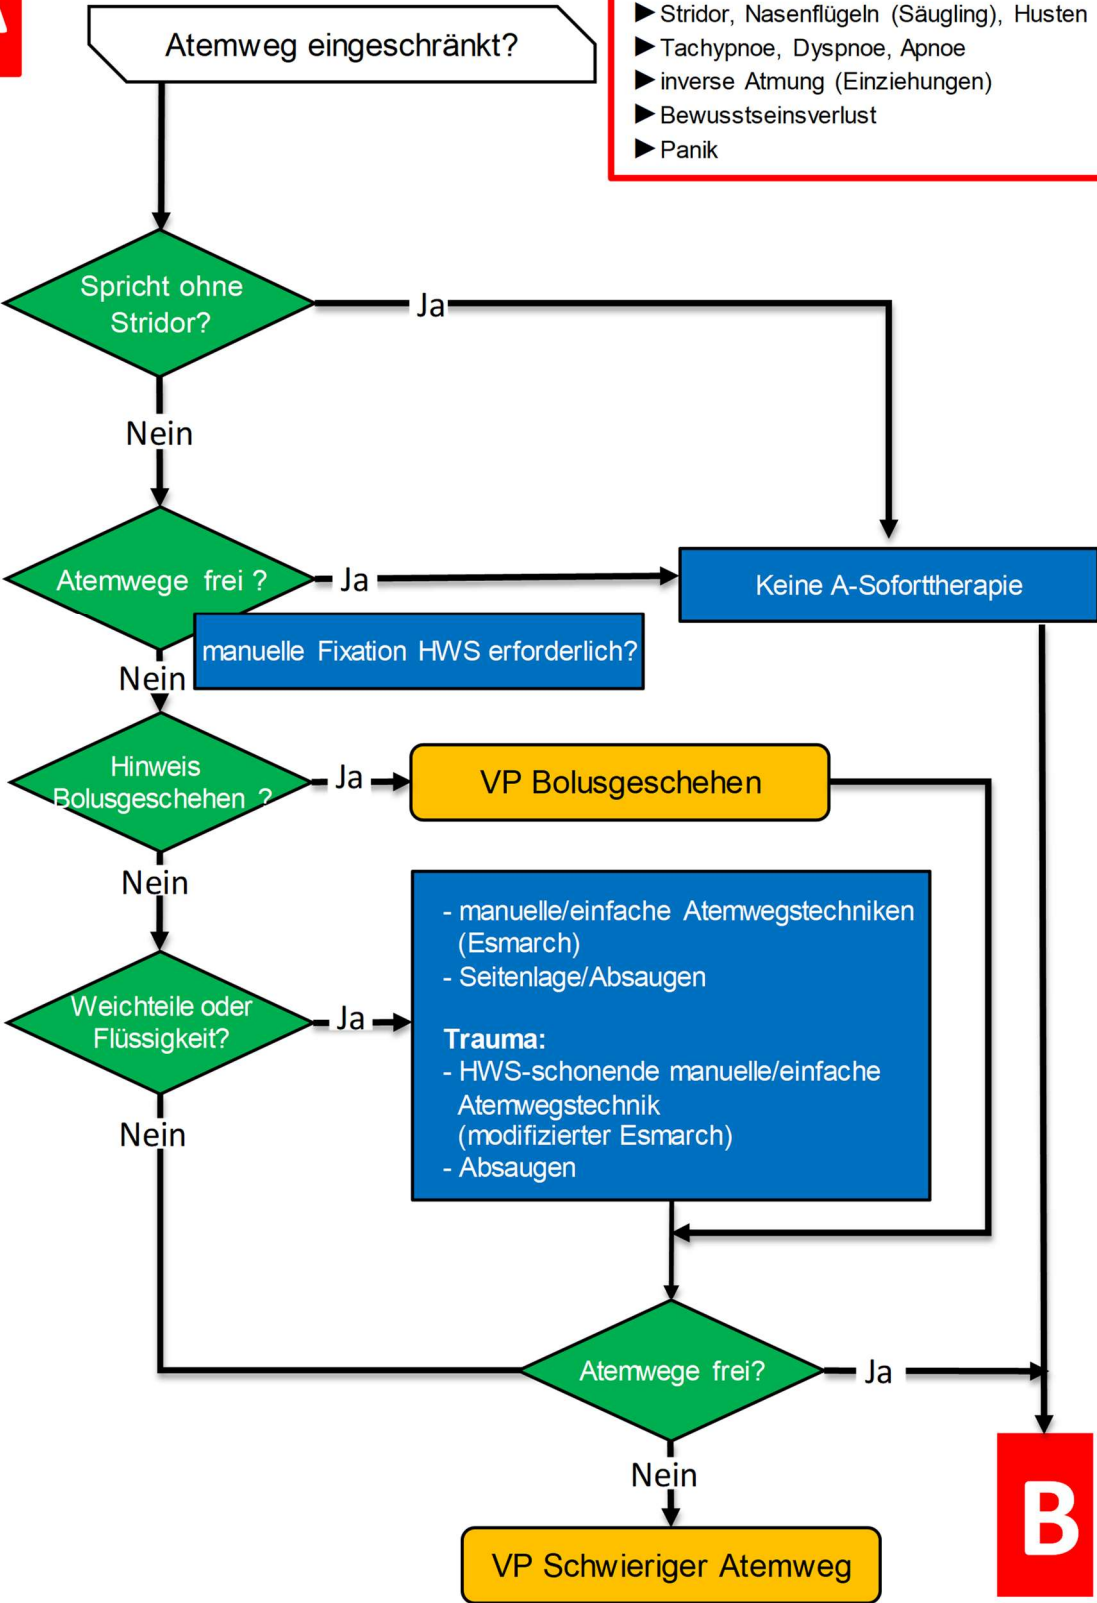 Atemweg eingeschränkt?
► Stridor, Nasenflügeln (Säugling), Husten
► Tachypnoe, Dyspnoe, Apnoe
► inverse Atmung (Einziehungen)
► Bewusstseinsverlust
► Panik
Spricht ohne
Stridor?
Ja
Nein
Atemwege frei ?
Ja
Keine A-Soforttherapie
manuelle Fixation HWS erforderlich?
Nein
Hinweis
Bolusgeschehen ?
Ja
VP Bolusgeschehen
Nein
Weichteile oder
Flüssigkeit?
Ja
- manuelle/einfache Atemwegstechniken
(Esmarch)
- Seitenlage/Absaugen
Trauma:
- HWS-schonende manuelle/einfache
Atemwegstechnik
(modifizierter Esmarch)
- Absaugen
Nein
Atemwege frei?
Ja
Nein
B
VP Schwieriger Atemweg